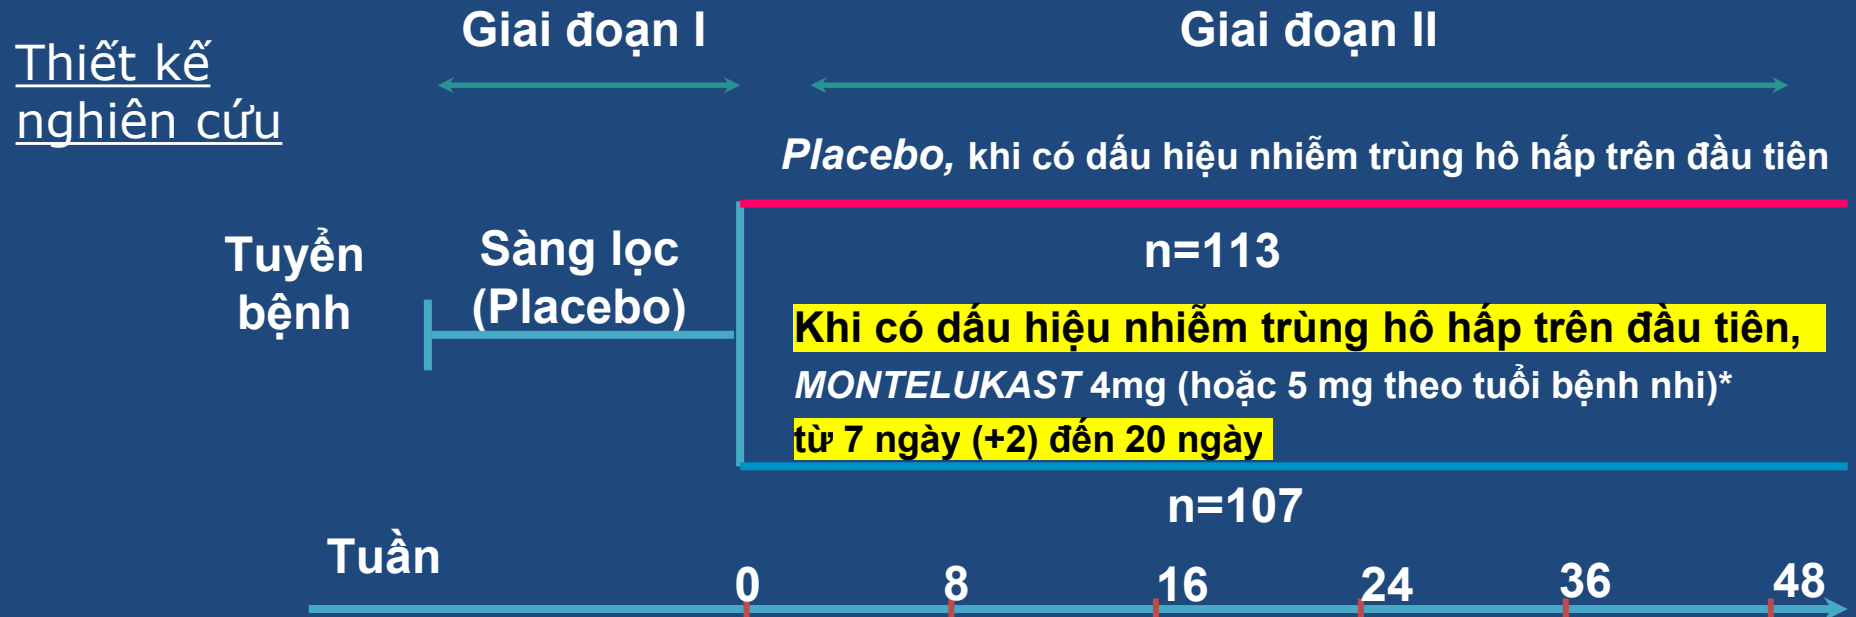 Thiết kế
nghiên cứu
Giai đoạn I
Giai đoạn II
Placebo, khi có dấu hiệu nhiễm trùng hô hấp trên đầu tiên
Tuyển
bệnh
Sàng lọc
(Placebo)
n=113
Khi có dấu hiệu nhiễm trùng hô hấp trên đầu tiên,
MONTELUKAST 4mg (hoặc 5 mg theo tuổi bệnh nhi)*
từ 7 ngày (+2) đến 20 ngày
n=107
Tuần
0 8 16 24 36 48